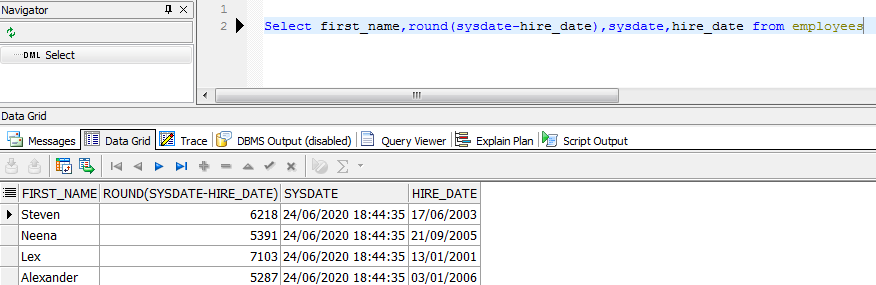 Navigator
DML Select
1
2 Select first_name,round(sysdate-hire_date),sysdate,hire_date from employees
Data Grid
Messages Data Grid Trace DBMS Output (disabled) Query Viewer Explain Plan Script Output
FIRST_NAME ROUND(SYSDATE-HIRE_DATE) SYSDATE HIRE_DATE
Steven 6218 24/06/2020 18:44:35 17/06/2003
Neena 5391 24/06/2020 18:44:35 21/09/2005
Lex 7103 24/06/2020 18:44:35 13/01/2001
Alexander 5287 24/06/2020 18:44:35 03/01/2006